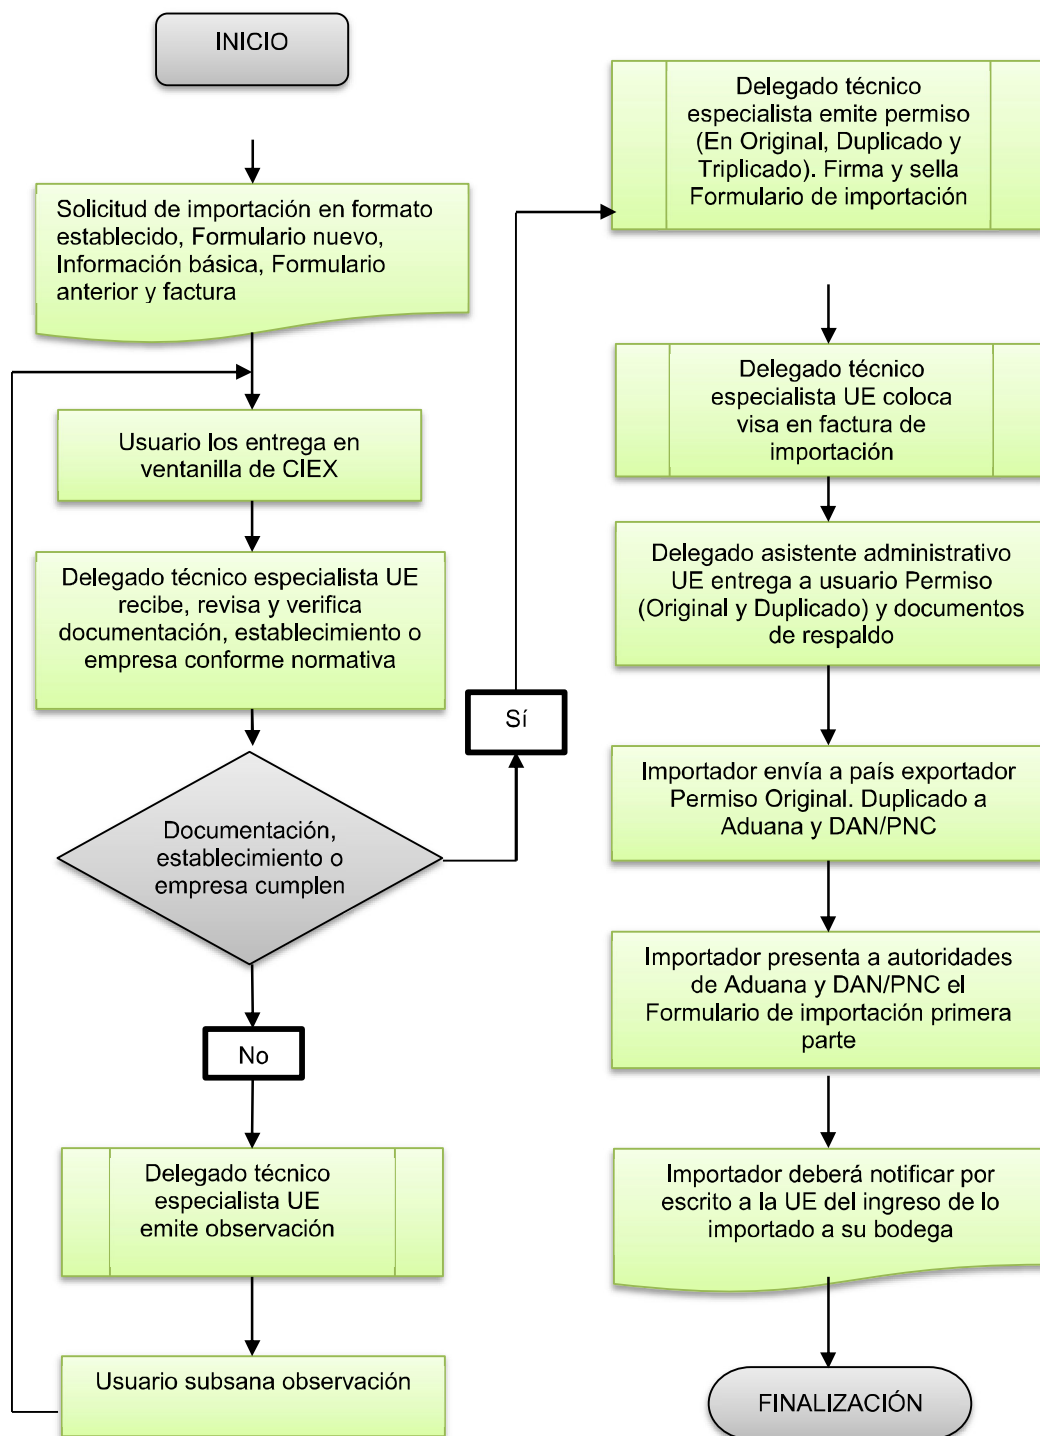 INICIO
Solicitud de importación en formato
establecido, Formulario nuevo,
Información básica, Formulario
anterior y factura
Usuario los entrega en
ventanilla de CIEX
Delegado técnico especialista UE
recibe, revisa y verifica
documentación, establecimiento o
empresa conforme normativa
Documentación,
establecimiento o
empresa cumplen
No
Delegado técnico
especialista UE
emite observación
Usuario subsana observación
Sí
Delegado técnico
especialista emite permiso
(En Original, Duplicado y
Triplicado). Firma y sella
Formulario de importación
Delegado técnico
especialista UE coloca
visa en factura de
importación
Delegado asistente administrativo
UE entrega a usuario Permiso
(Original y Duplicado) y documentos
de respaldo
Importador envía a país exportador
Permiso Original. Duplicado a
Aduana y DAN/PNC
Importador presenta a autoridades
de Aduana y DAN/PNC el
Formulario de importación primera
parte
Importador deberá notificar por
escrito a la UE del ingreso de lo
importado a su bodega
FINALIZACIÓN